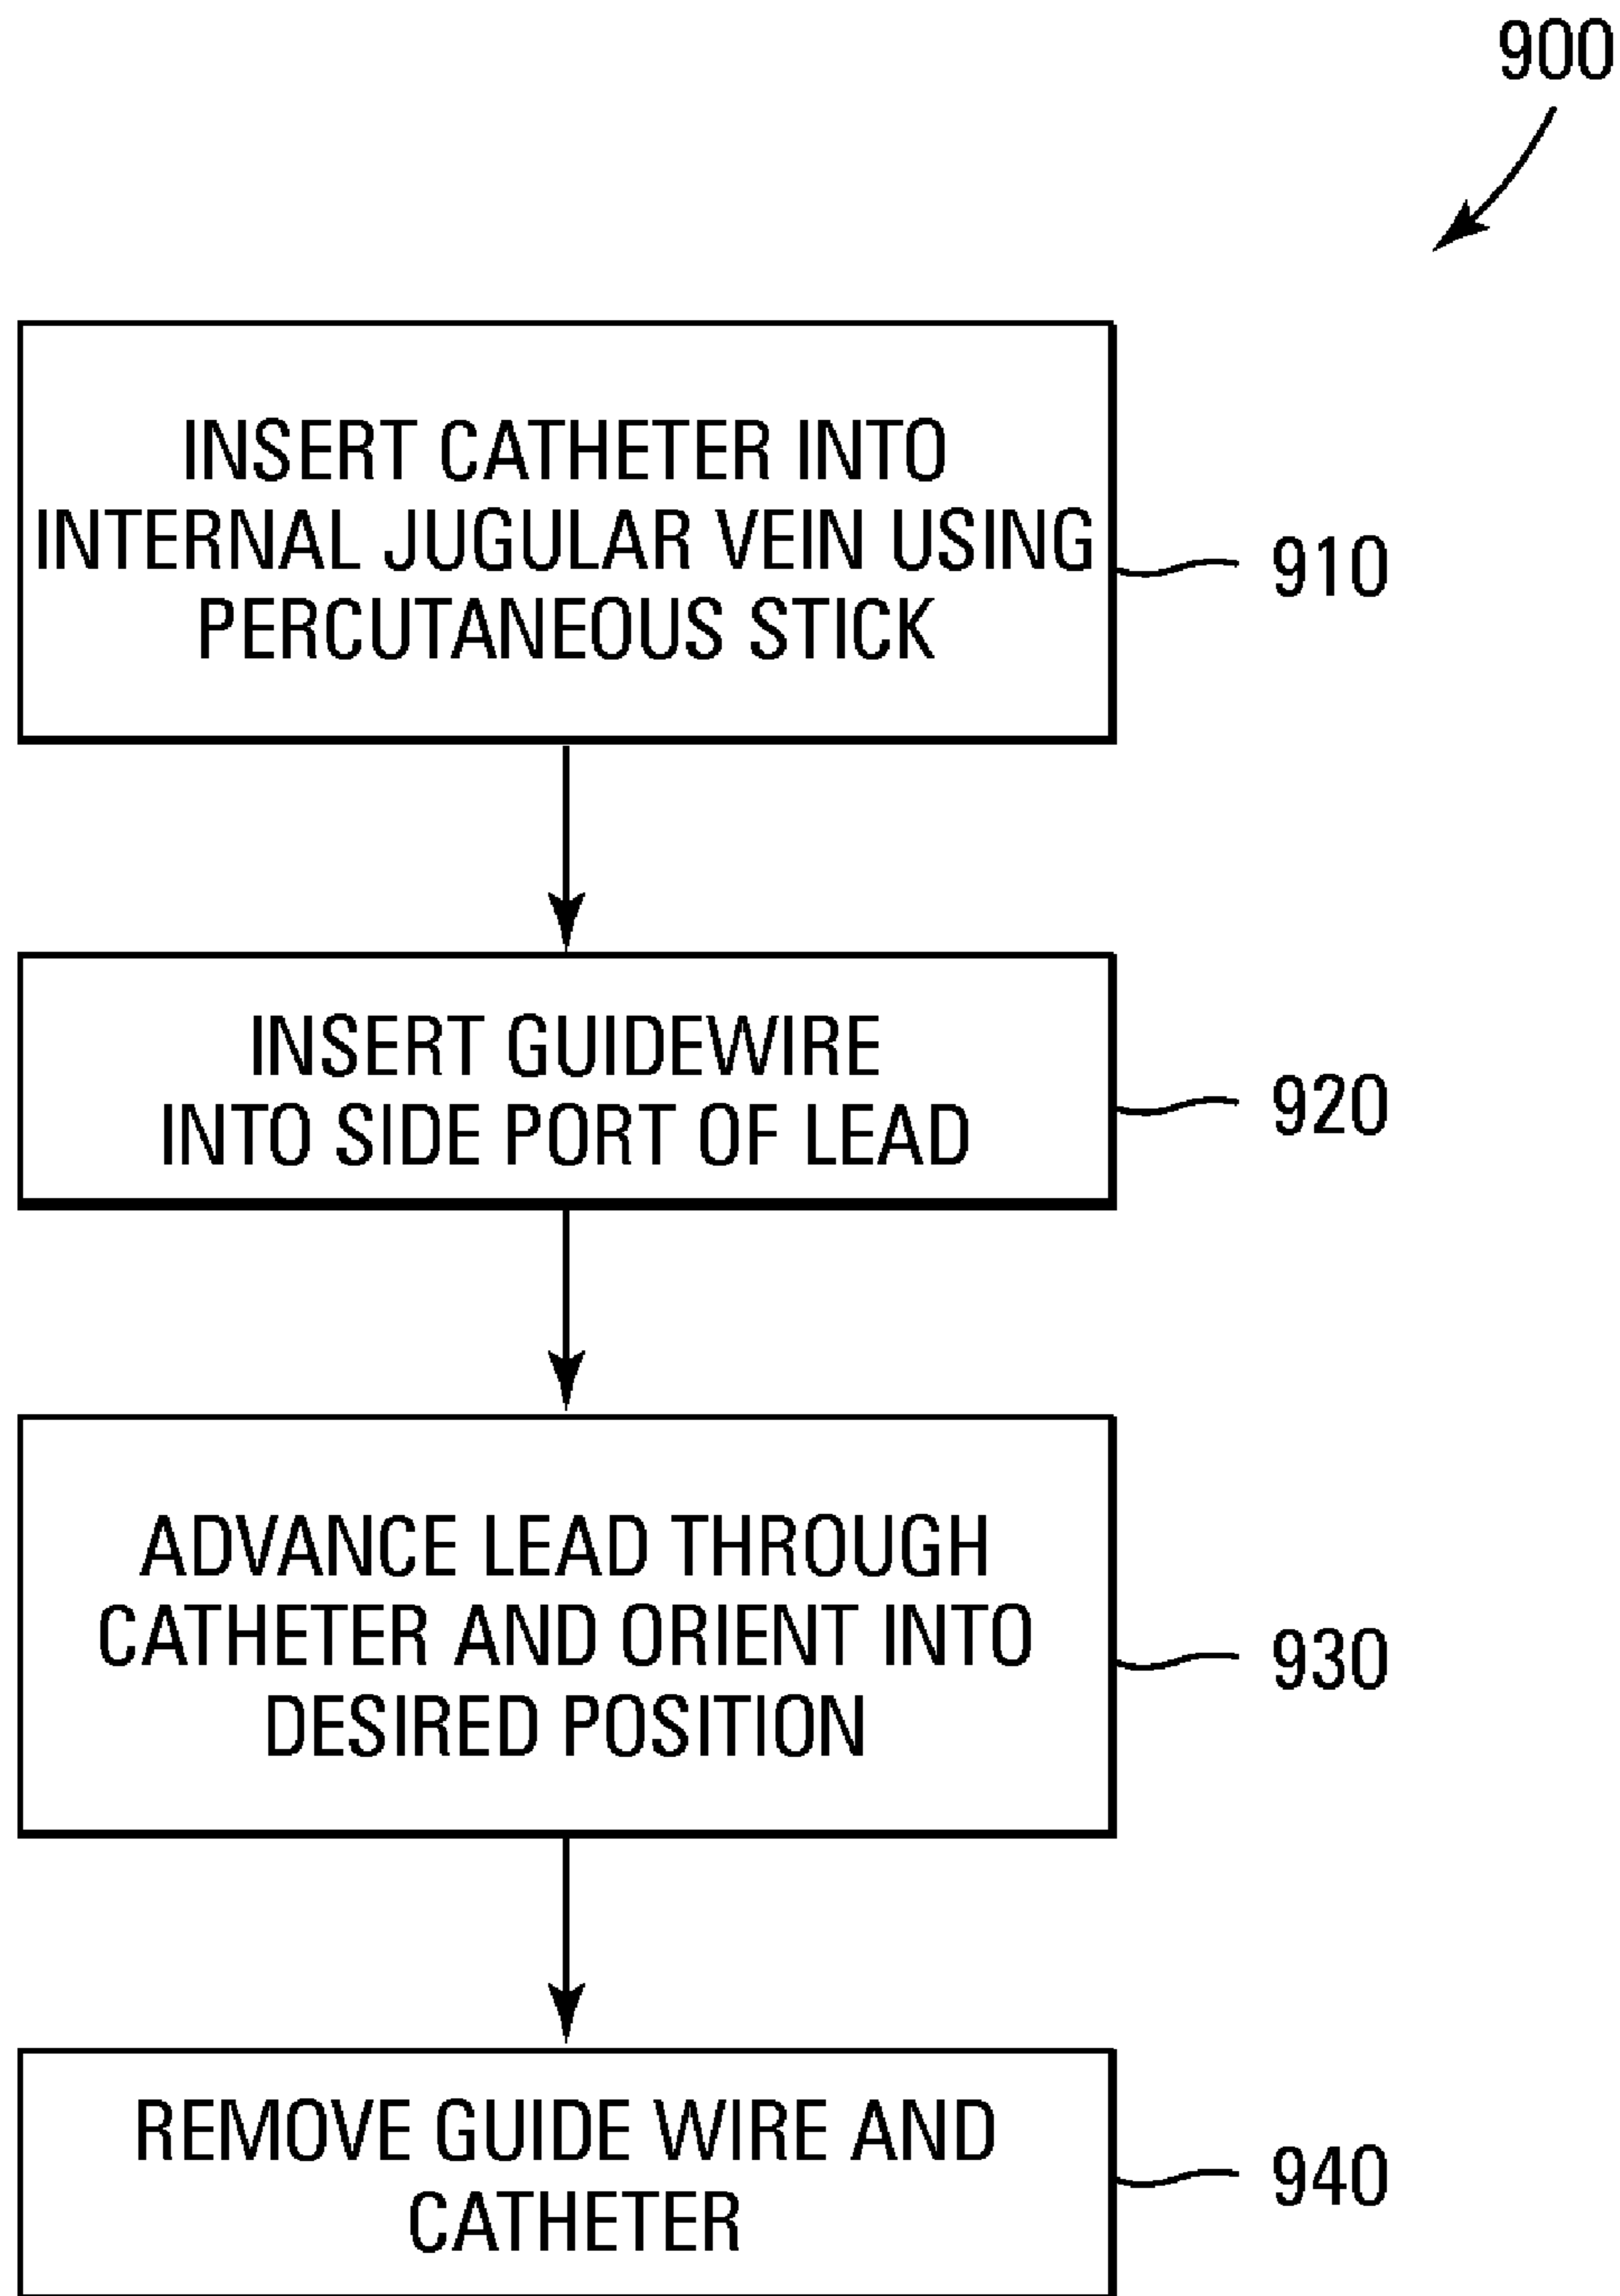 900
INSERT CATHETER INTO
INTERNAL JUGULAR VEIN USING
PERCUTANEOUS STICK
910
INSERT GUIDEWIRE
INTO SIDE PORT OF LEAD
920
ADVANCE LEAD THROUGH
CATHETER AND ORIENT INTO
DESIRED POSITION
930
REMOVE GUIDE WIRE AND
CATHETER
940